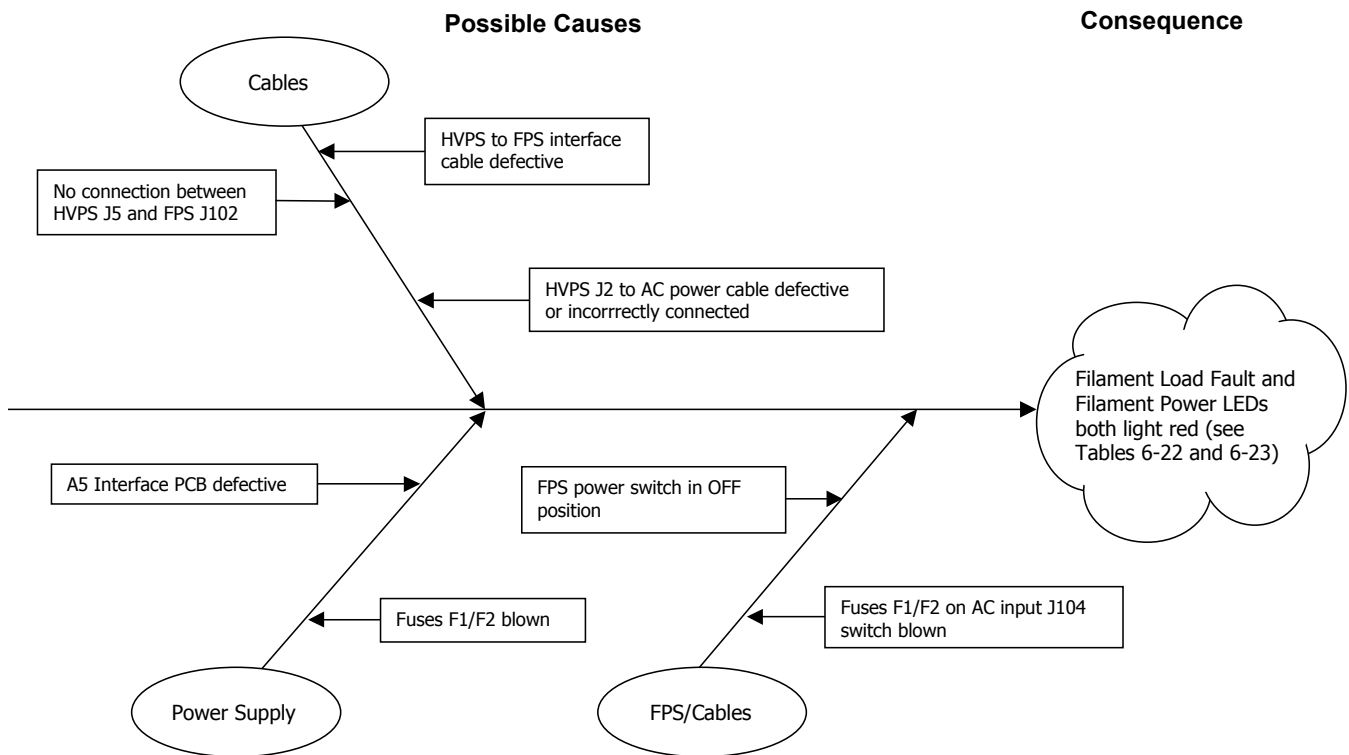 Possible Causes
Consequence
Cables
HVPS to FPS interface
cable defective
No connection between
HVPS J5 and FPS J102
HVPS J2 to AC power cable defective
or incorrrectly connected
Filament Load Fault and
Filament Power LEDs
both light red (see
Tables 6-22 and 6-23)
A5 Interface PCB defective
FPS power switch in OFF
position
Fuses F1/F2 blown
Fuses F1/F2 on AC input J104
switch blown
Power Supply
FPS/Cables